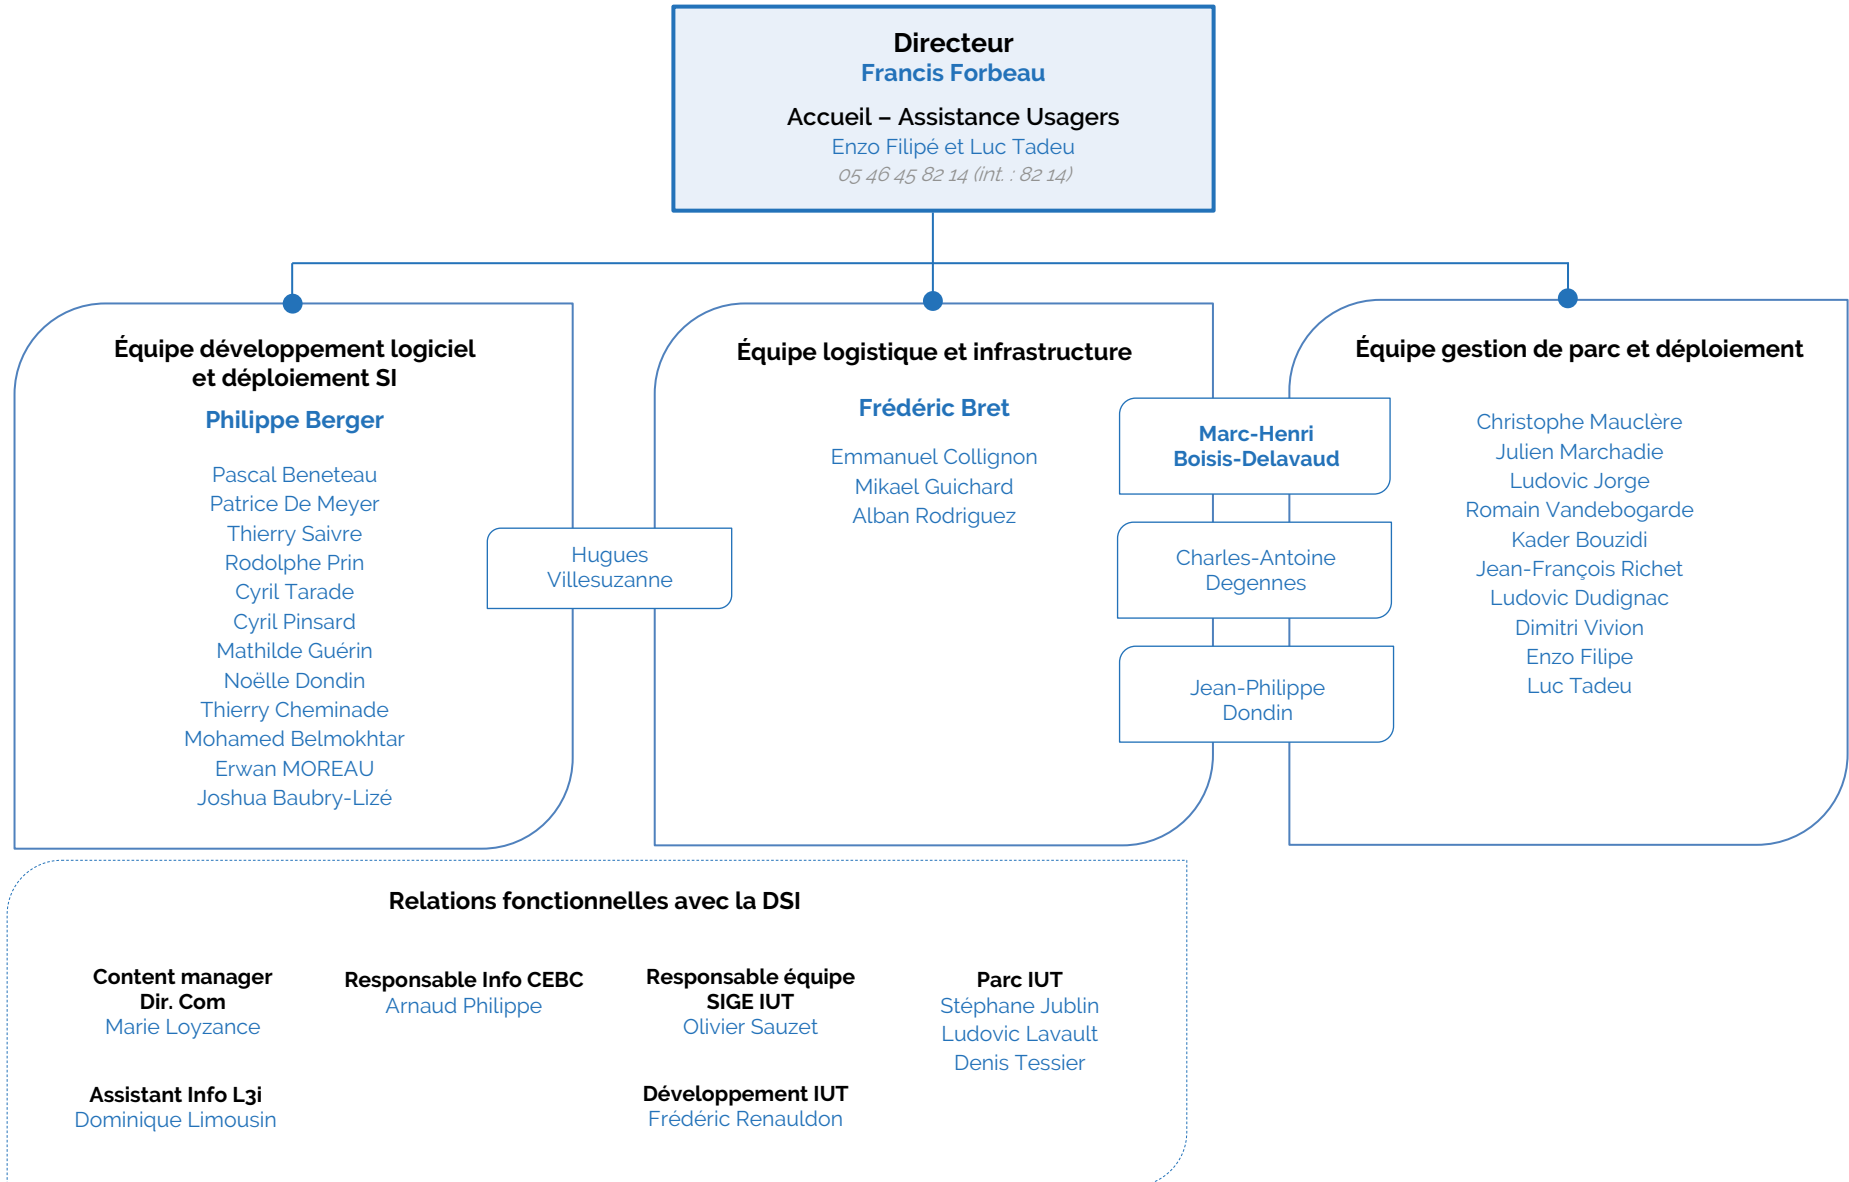 Directeur
Francis Forbeau
Accueil – Assistance Usagers
Enzo Filipé et Luc Tadeu
05 46 45 82 14 (int. : 82 14)
Équipe développement logiciel
et déploiement SI
Philippe Berger
Pascal Beneteau
Patrice De Meyer
Thierry Saivre
Rodolphe Prin
Cyril Tarade
Cyril Pinsard
Mathilde Guérin
Noëlle Dondin
Thierry Cheminade
Mohamed Belmokhtar
Erwan MOREAU
Joshua Baubry-Lizé
Hugues
Villesuzanne
Équipe logistique et infrastructure
Frédéric Bret
Emmanuel Collignon
Mikael Guichard
Alban Rodriguez
Marc-Henri
Boisis-Delavaud
Charles-Antoine
Degennes
Jean-Philippe
Dondin
Équipe gestion de parc et déploiement
Christophe Mauclère
Julien Marchadie
Ludovic Jorge
Romain Vandebogarde
Kader Bouzidi
Jean-François Richet
Ludovic Dudignac
Dimitri Vivion
Enzo Filipe
Luc Tadeu
Relations fonctionnelles avec la DSI
Content manager
Dir. Com
Marie Loyzance
Responsable Info CEBC
Arnaud Philippe
Responsable équipe
SIGE IUT
Olivier Sauzet
Parc IUT
Stéphane Jublin
Ludovic Lavault
Denis Tessier
Assistant Info L3i
Dominique Limousin
Développement IUT
Frédéric Renauldon